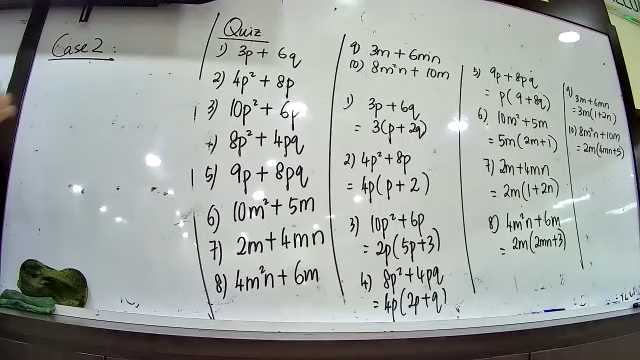 Case 2:
Quiz
1) 3p + 6q
2) 4p² + 8p
3) 10p² + 6p
4) 8p² + 4pq
5) 9p + 8pq
6) 10m² + 5m
7) 2m + 4mn
8) 4m²n + 6m
9) 3m + 6mn
10) 8m²n + 10m
1) 3p + 6q
= 3(p + 2q)
2) 4p² + 8p
= 4p(p + 2)
3) 10p² + 6p
= 2p(5p + 3)
4) 8p² + 4pq
= 4p(2p + q)
5) 9p + 8pq
= p(9 + 8q)
6) 10m² + 5m
= 5m(2m + 1)
7) 2m + 4mn
= 2m(1 + 2n)
8) 4m²n + 6m
= 2m(2mn + 3)
9) 3m + 6mn
= 3m(1 + 2n)
10) 8m²n + 10m
= 2m(4mn + 5)